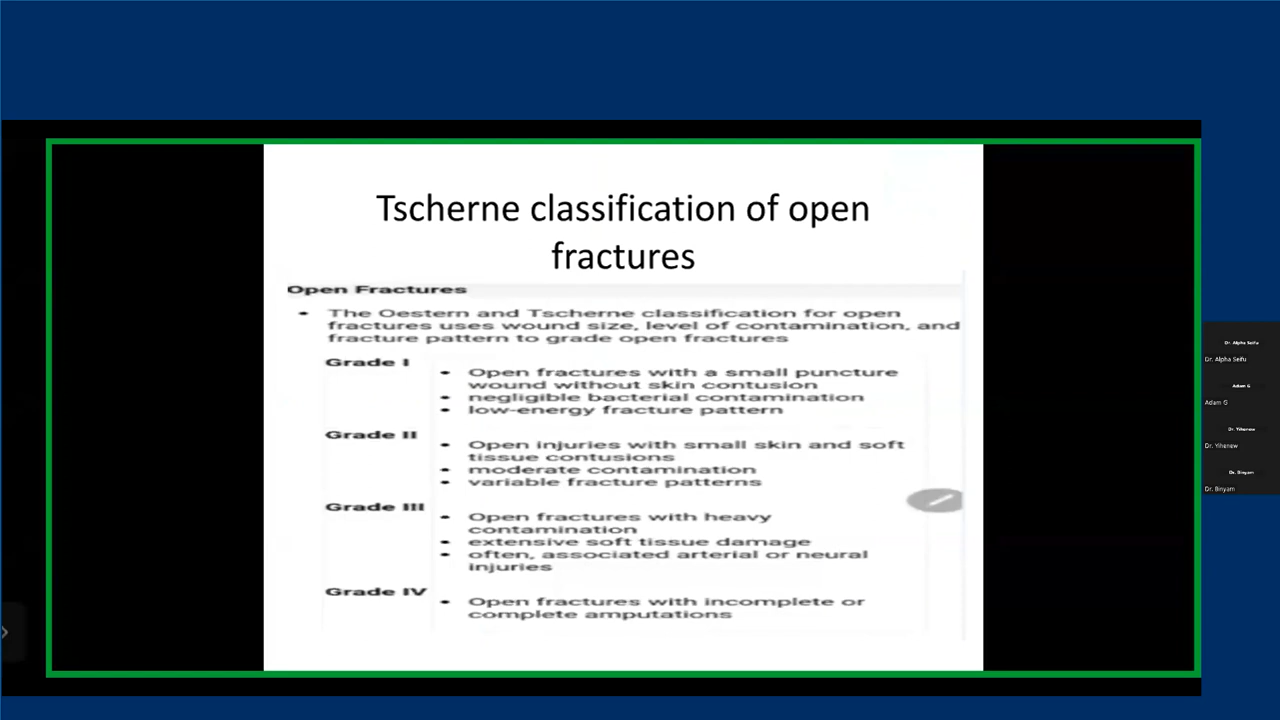 Tscherne classification of open
fractures
Open Fractures
• The Oestern and Tscherne classification for open
fractures uses wound size, level of contamination, and
fracture pattern to grade open fractures
Grade I
• Open fractures with a small puncture
wound without skin contusion
• negligible bacterial contamination
• low-energy fracture pattern
Grade II
• Open injuries with small skin and soft
tissue contusions
• moderate contamination
• variable fracture patterns
Grade III
• Open fractures with heavy
contamination
• extensive soft tissue damage
• often, associated arterial or neural
injuries
Grade IV
• Open fractures with incomplete or
complete amputations
Dr. Alpha Seifu
Dr. Alpha Seifu
Adam G
Adam G
Dr. Yihenew
Dr. Yihenew
Dr. Binyam
Dr. Binyam